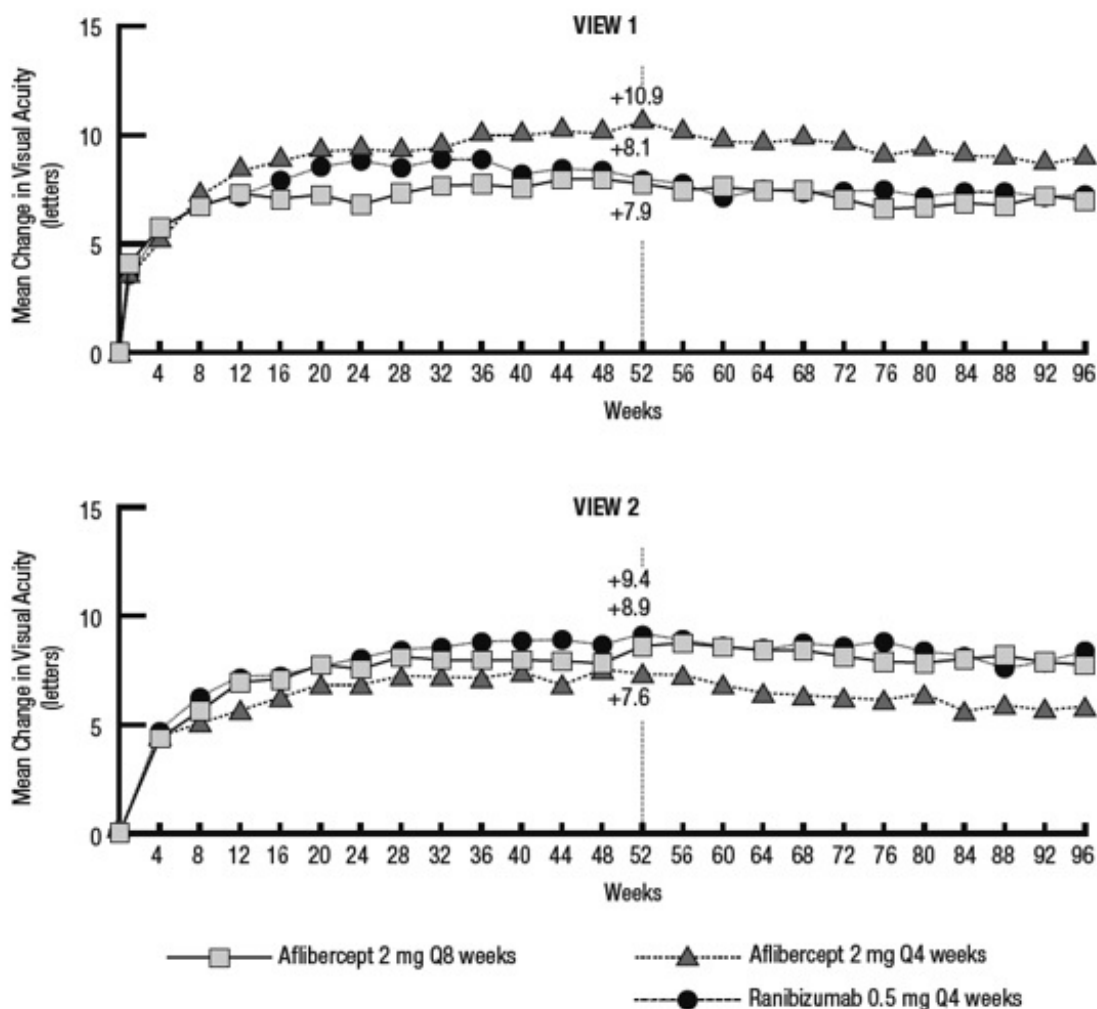 VIEW 1
Mean Change in Visual Acuity
(letters)
15
10
5
0
+10.9
+8.1
+7.9
4 8 12 16 20 24 28 32 36 40 44 48 52 56 60 64 68 72 76 80 84 88 92 96
Weeks
VIEW 2
Mean Change in Visual Acuity
(letters)
15
10
5
0
+9.4
+8.9
+7.6
4 8 12 16 20 24 28 32 36 40 44 48 52 56 60 64 68 72 76 80 84 88 92 96
Weeks
Aflibercept 2 mg Q8 weeks
Aflibercept 2 mg Q4 weeks
Ranibizumab 0.5 mg Q4 weeks